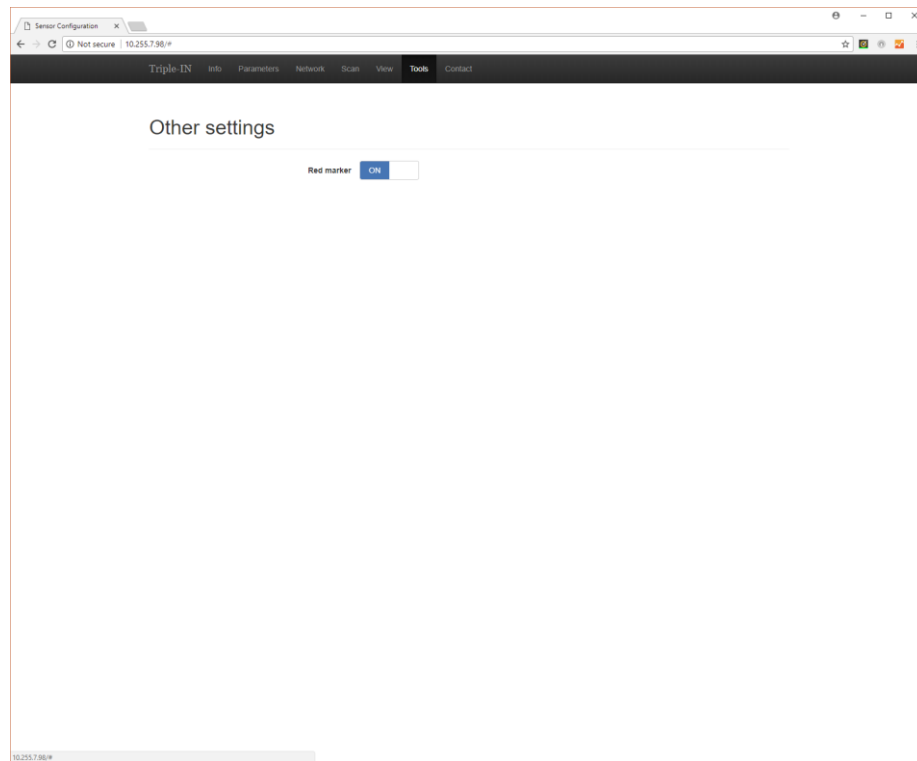 Sensor Configuration
Not secure | 10.255.7.98/#
Triple-IN Info Parameters Network Scan View Tools Contact
Other settings
Red marker ON
10.255.7.98/#